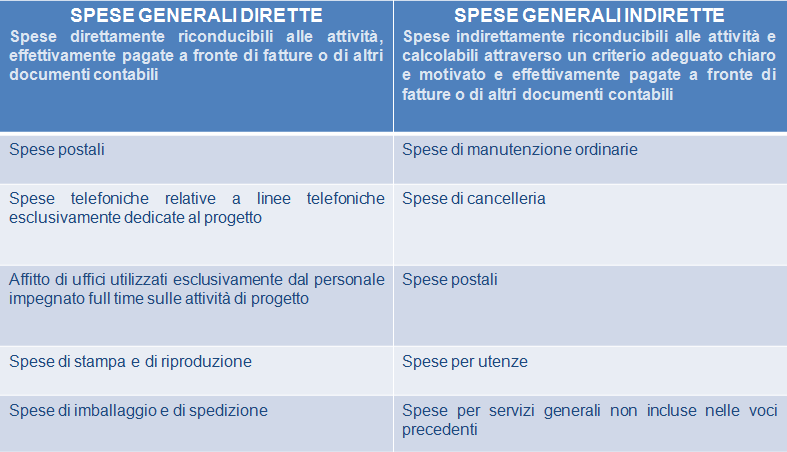 SPESE GENERALI DIRETTE
Spese direttamente riconducibili alle attività,
effettivamente pagate a fronte di fatture o di altri
documenti contabili
SPESE GENERALI INDIRETTE
Spese indirettamente riconducibili alle attività e
calcolabili attraverso un criterio adeguato chiaro
e motivato e effettivamente pagate a fronte di
fatture o di altri documenti contabili
Spese postali
Spese di manutenzione ordinarie
Spese telefoniche relative a linee telefoniche
esclusivamente dedicate al progetto
Spese di cancelleria
Affitto di uffici utilizzati esclusivamente dal personale
impegnato full time sulle attività di progetto
Spese postali
Spese di stampa e di riproduzione
Spese per utenze
Spese di imballaggio e di spedizione
Spese per servizi generali non incluse nelle voci
precedenti